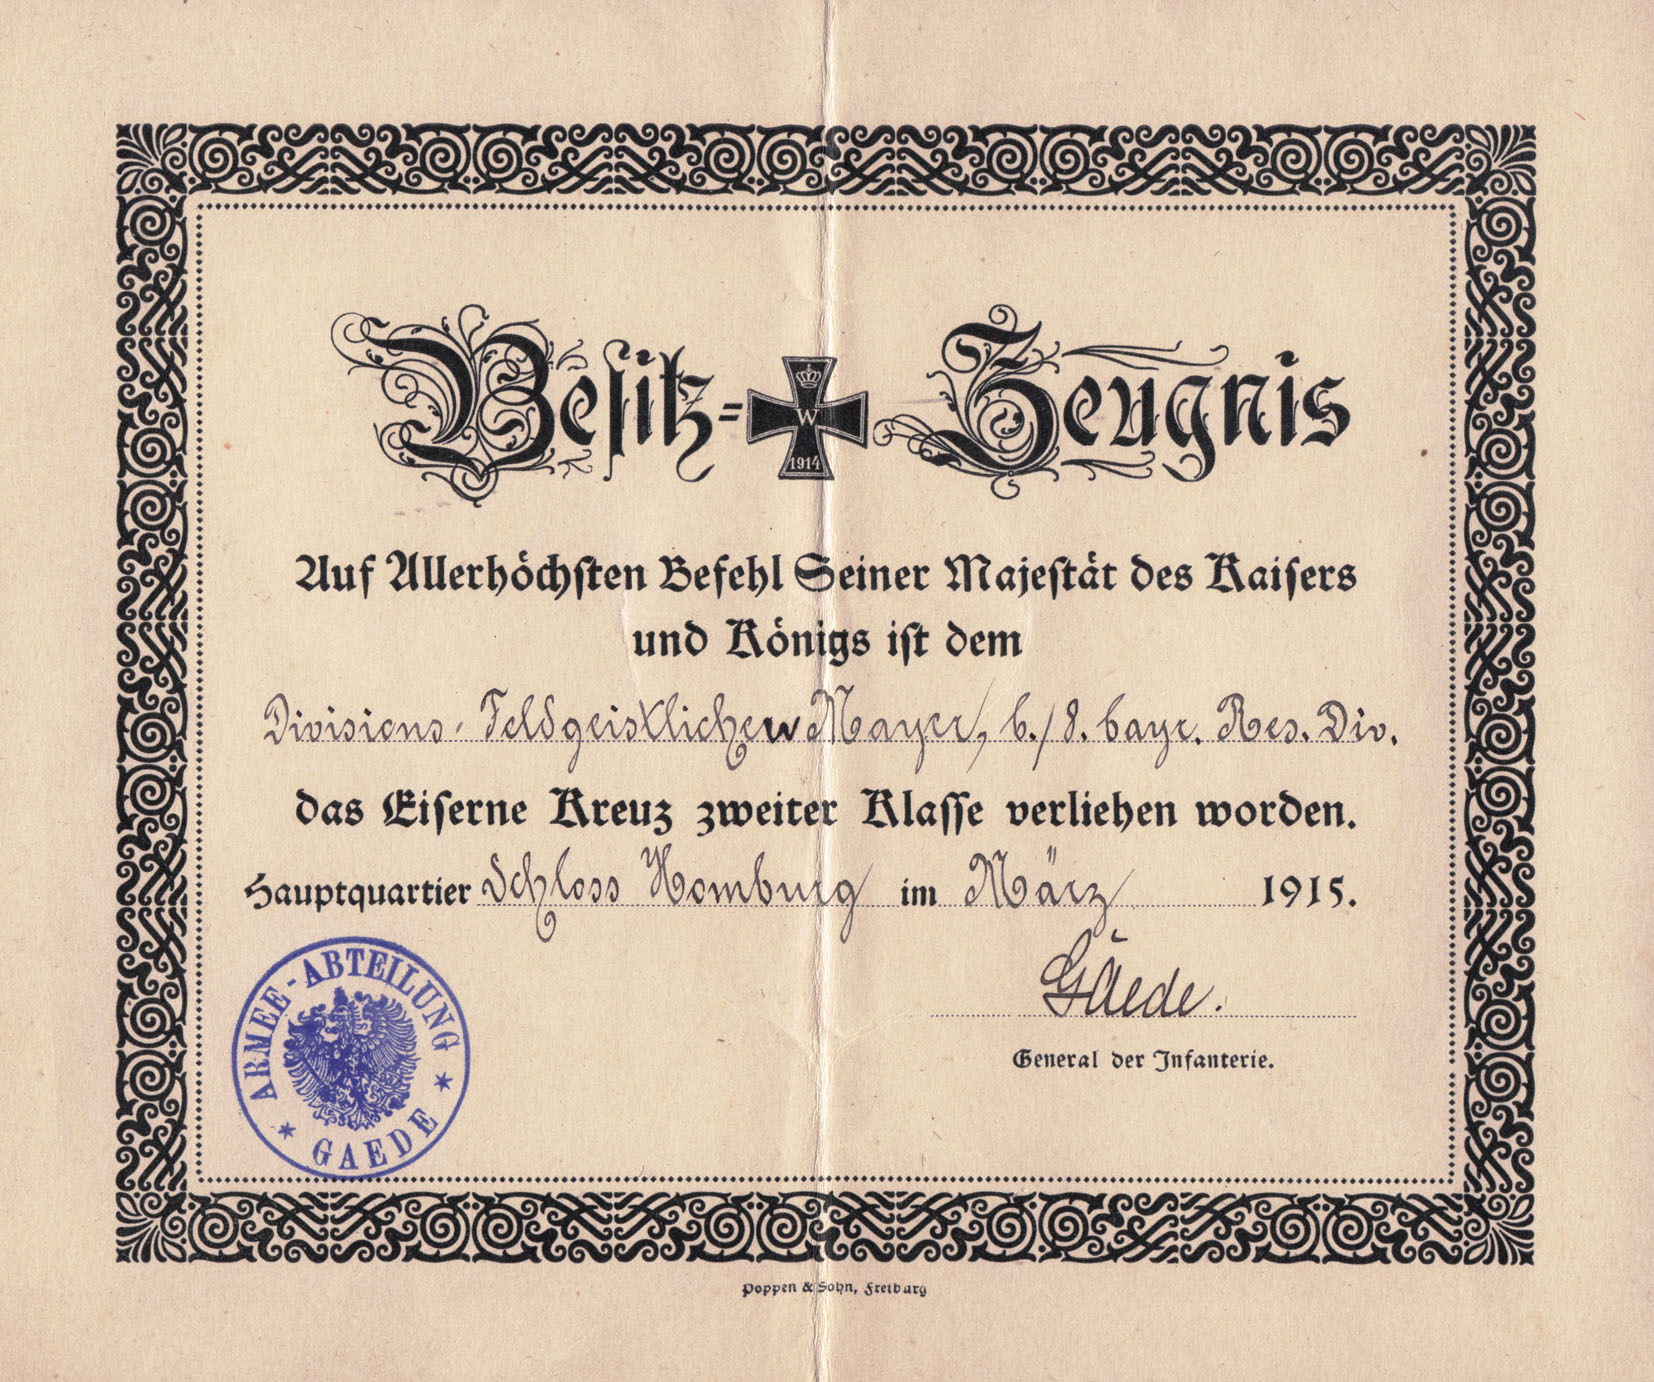 Besitz=Zeugnis
W
1914
Auf Allerhöchsten Befehl Seiner Majestät des Kaisers
und Königs ist dem
Divisions-Feldgeistlichen Mayer, b./8. bayr. Res. Div.
das Eiserne Kreuz zweiter Klasse verliehen worden.
Hauptquartier Schloss Homburg im März 1915.
Gaede.
General der Infanterie.
ARMEE-ABTEILUNG
* GAEDE *
Poppen & Sohn, Freiburg